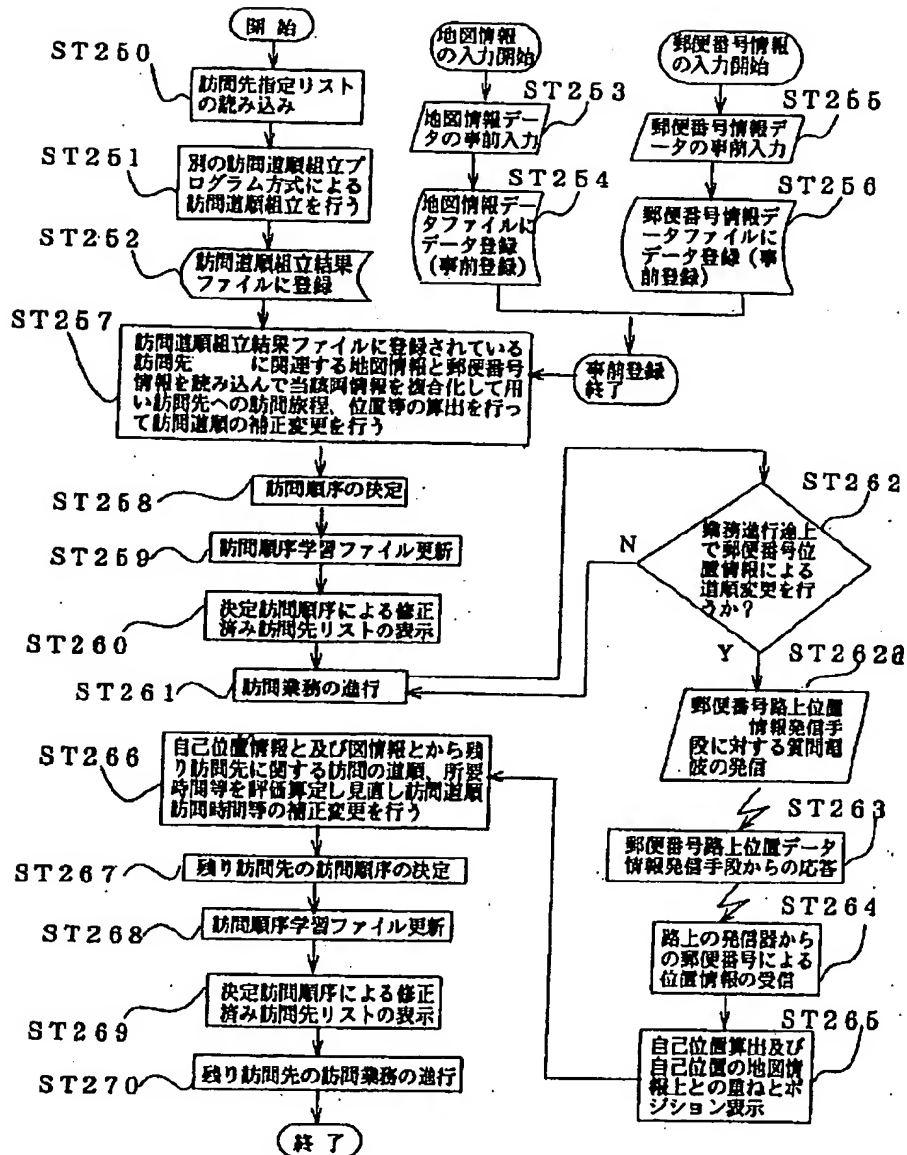 開始
ST250
訪問先指定リスト
の読み込み
ST251
別の訪問道順組立プ
ログラム方式による
訪問道順組立を行う
ST252
訪問道順組立結果
ファイルに登録
地図情報
の入力開始
ST253
地図情報データ
の事前入力
ST254
地図情報デー
タファイルに
データ登録
(事前登録)
郵便番号情報
の入力開始
ST255
郵便番号情報デ
ータの事前入力
ST256
郵便番号情報デ
ータファイルに
データ登録(事
前登録)
事前登録
終了
ST257
訪問道順組立結果ファイルに登録されている
訪問先 に関連する地図情報と郵便番号
情報を読み込んで当該両情報を複合化して用
い訪問先への訪問旅程、位置等の算出を行っ
て訪問道順の補正変更を行う
ST258
訪問順序の決定
ST259
訪問順序学習ファイル更新
ST260
決定訪問順序による修正
済み訪問先リストの表示
ST261
訪問業務の進行
ST262
業務進行途上
で郵便番号位
置情報による
道順変更を行
うか?
N
Y
ST262a
郵便番号路上位置
情報発信手
段に対する質問電
波の発信
ST263
郵便番号路上位置データ
情報発信手段からの応答
ST264
路上の発信器から
の郵便番号による
位置情報の受信
ST265
自己位置算出及び
自己位置の地図情
報上との重ねとポ
ジション表示
ST266
自己位置情報と及び図情報とから残
り訪問先に関する訪問の道順、所要
時間等を評価算定し見直し訪問道順
訪問時間等の補正変更を行う
ST267
残り訪問先の訪問順序の決定
ST268
訪問順序学習ファイル更新
ST269
決定訪問順序による修正
済み訪問先リストの表示
ST270
残り訪問先の訪問業務の進行
終了